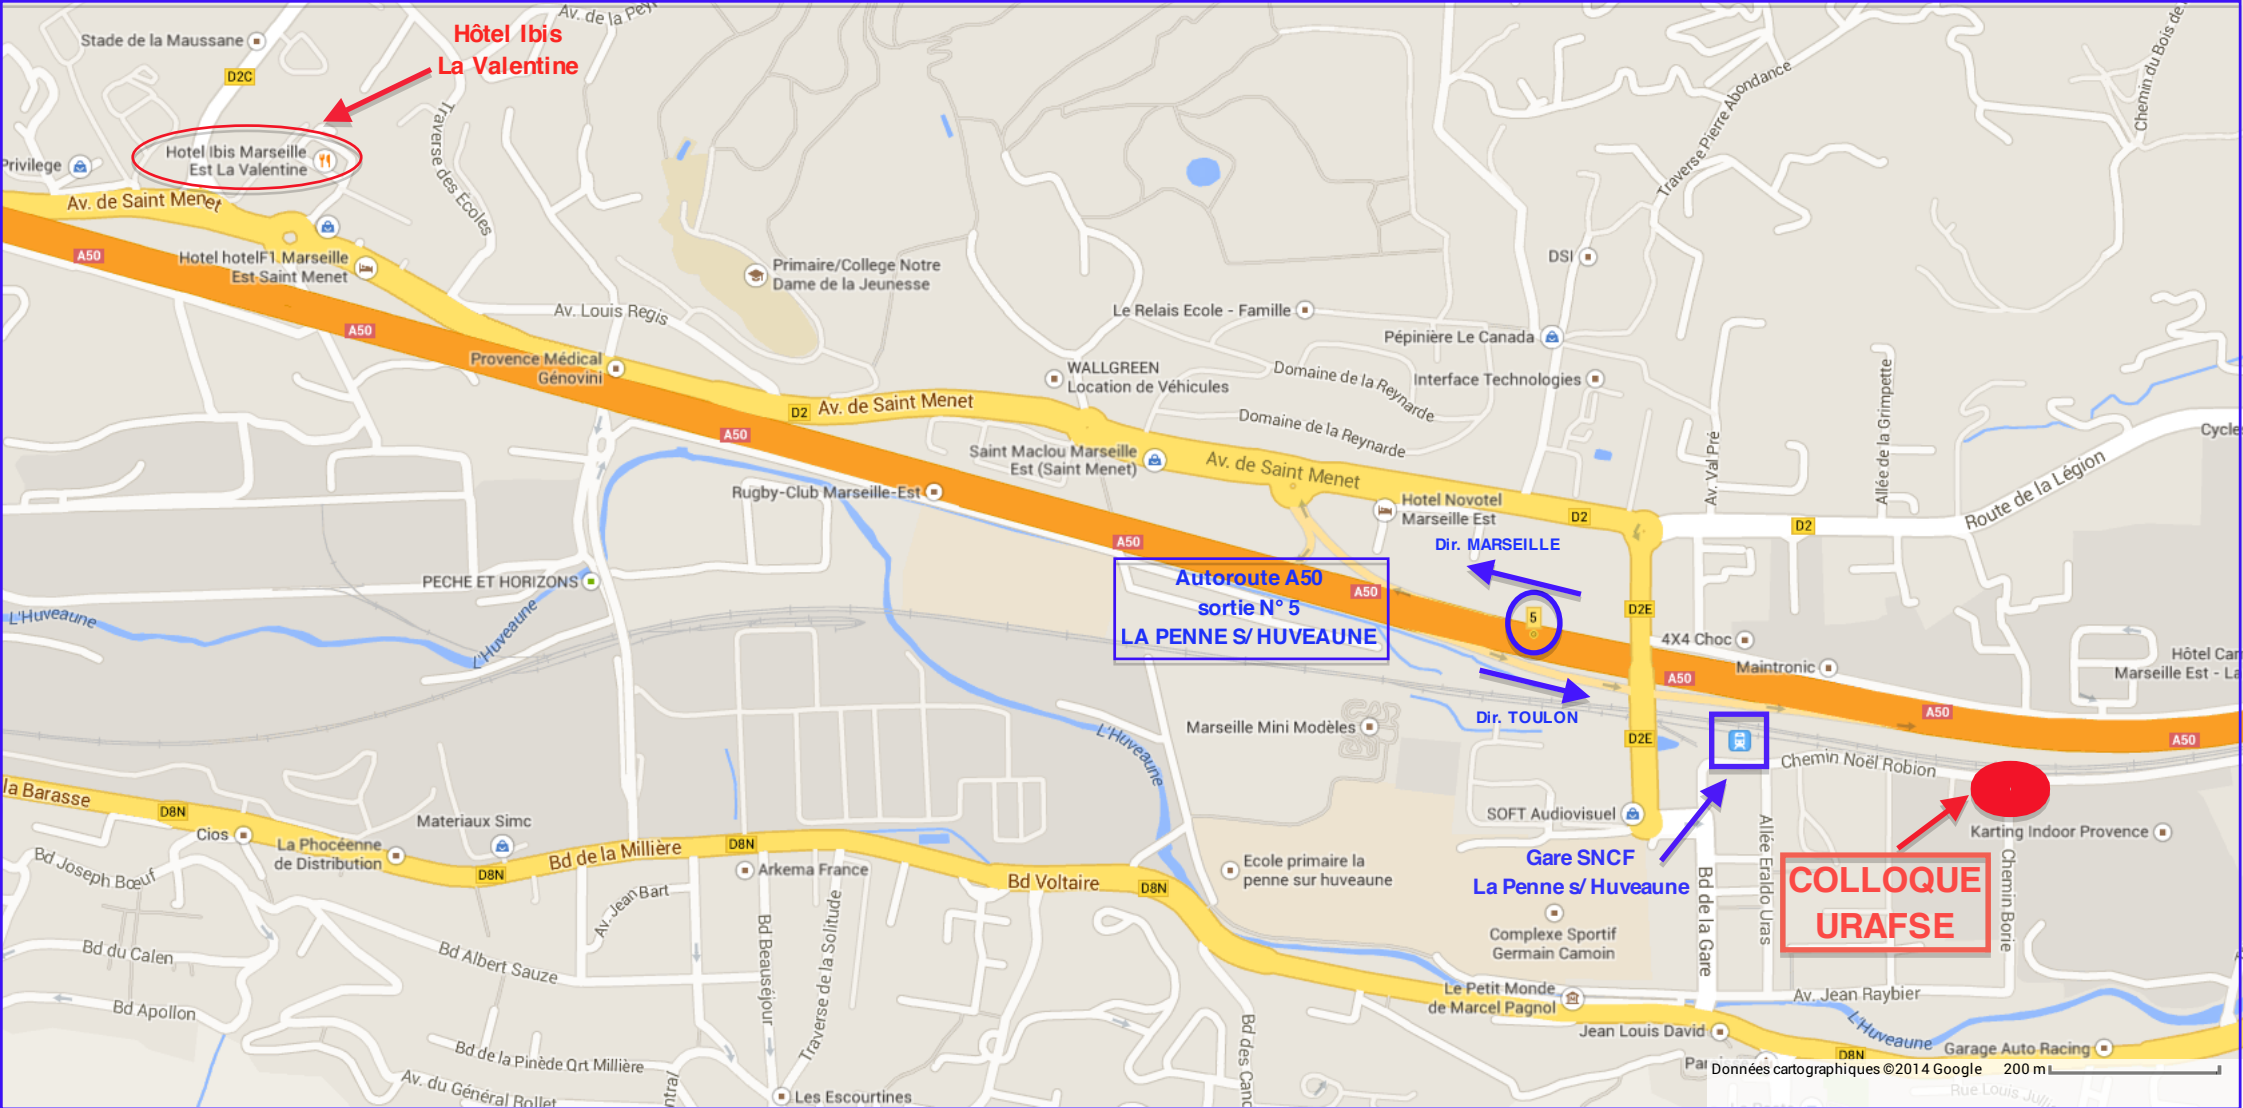 Av. de la Peyr
Stade de la Maussane
Hôtel Ibis
La Valentine
D2C
Chemin du Bois de
Traverse Pierre Abondance
Traverse des Écoles
Hotel Ibis Marseille
Est La Valentine
Privilege
Av. de Saint Menet
A50
Hotel hotelF1 Marseille
Est Saint Menet
DSI
Primaire/College Notre
Dame de la Jeunesse
Av. Louis Regis
Le Relais Ecole - Famille
A50
Pépinière Le Canada
Provence Médical
Génovini
WALLGREEN
Location de Véhicules
Domaine de la Reynarde
Interface Technologies
Allée de la Grimpette
D2
Av. de Saint Menet
Domaine de la Reynarde
Cycle
A50
Av. Val Pré
Saint Maclou Marseille
Est (Saint Menet)
Av. de Saint Menet
Route de la Légion
Rugby-Club Marseille-Est
Hotel Novotel
Marseille Est
D2
D2
A50
Dir. MARSEILLE
PECHE ET HORIZONS
Autoroute A50
sortie N° 5
LA PENNE S/ HUVEAUNE
A50
5
D2E
L'Huveaune
L'Huveaune
4X4 Choc
Maintronic
Hôtel Cam
Marseille Est - La
A50
Dir. TOULON
A50
Marseille Mini Modèles
L'Huveaune
D2E
A50
Chemin Noël Robion
la Barasse
D8N
Cios
Materiaux Simc
SOFT Audiovisuel
Karting Indoor Provence
La Phocéenne
de Distribution
Bd de la Millière
D8N
Bd Joseph Bœuf
D8N
Arkema France
Bd Voltaire
D8N
Ecole primaire la
penne sur huveaune
Gare SNCF
La Penne s/ Huveaune
COLLOQUE
URAFSE
Allée Eraldo Uras
Chemin Borie
Bd de la Gare
Av. Jean Bart
Complexe Sportif
Germain Camoin
Bd du Calen
Bd Albert Sauze
Bd Beauséjour
Traverse de la Solitude
Le Petit Monde
de Marcel Pagnol
Av. Jean Raybier
Bd Apollon
Jean Louis David
L'Huveaune
Garage Auto Racing
Bd de la Pinède Qrt Millière
Bd des Canc
D8N
Données cartographiques ©2014 Google 200 m
Av. du Général Rollet
Les Escourtines